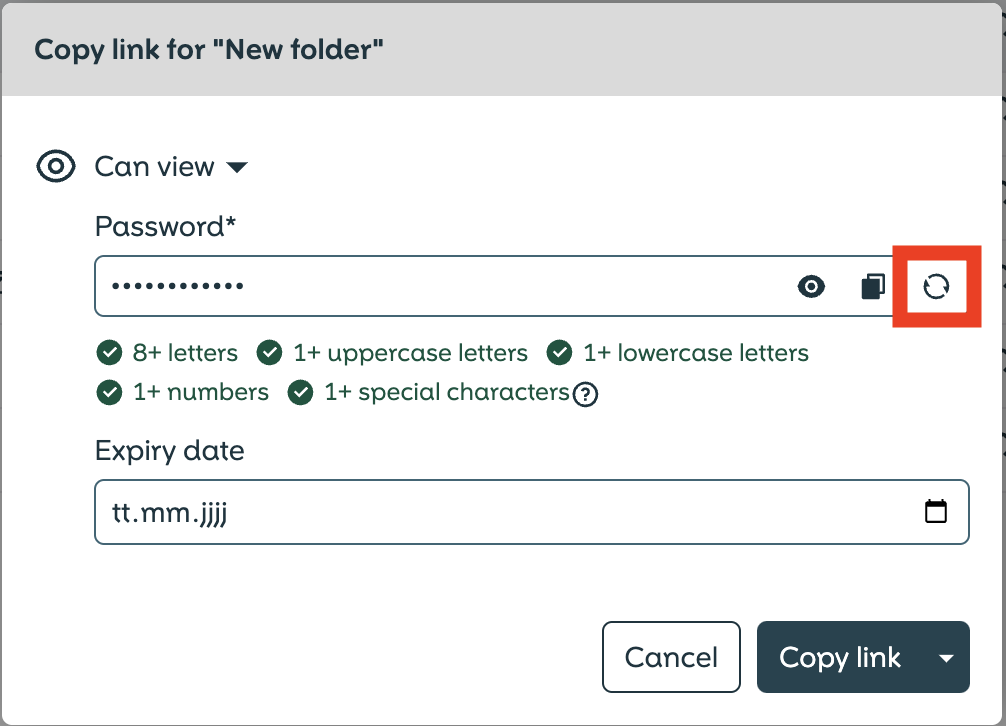 Copy link for "New folder"
Can view
Password*
••••••••••••
8+ letters 1+ uppercase letters 1+ lowercase letters
1+ numbers 1+ special characters ?
Expiry date
tt.mm.jjjj
Cancel Copy link